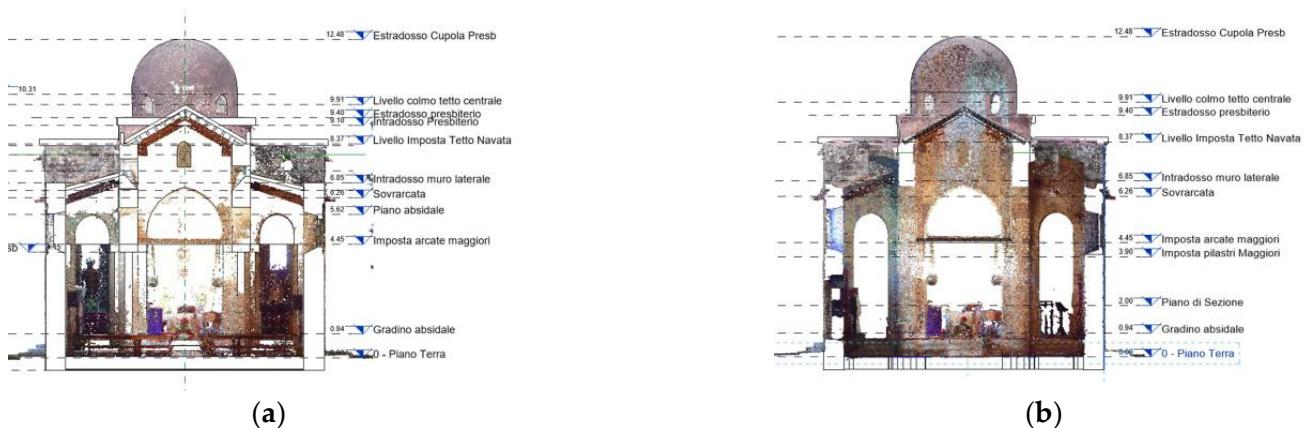 12.48 Estradosso Cupola Presb
10.31
9.91 Livello colmo tetto centrale
9.40 Estradosso presbiterio
9.10 Intradosso Presbiterio
8.37 Livello Imposta Tetto Navata
6.85 Intradosso muro laterale
6.26 Sovrarcata
5.62 Piano absidale
4.45 Imposta arcate maggiori
0.94 Gradino absidale
0.00 0 - Piano Terra
(a)
12.48 Estradosso Cupola Presb
9.91 Livello colmo tetto centrale
9.40 Estradosso presbiterio
8.37 Livello Imposta Tetto Navata
6.85 Intradosso muro laterale
6.26 Sovrarcata
4.45 Imposta arcate maggiori
3.90 Imposta pilastri Maggiori
2.00 Piano di Sezione
0.94 Gradino absidale
0.00 0 - Piano Terra
(b)